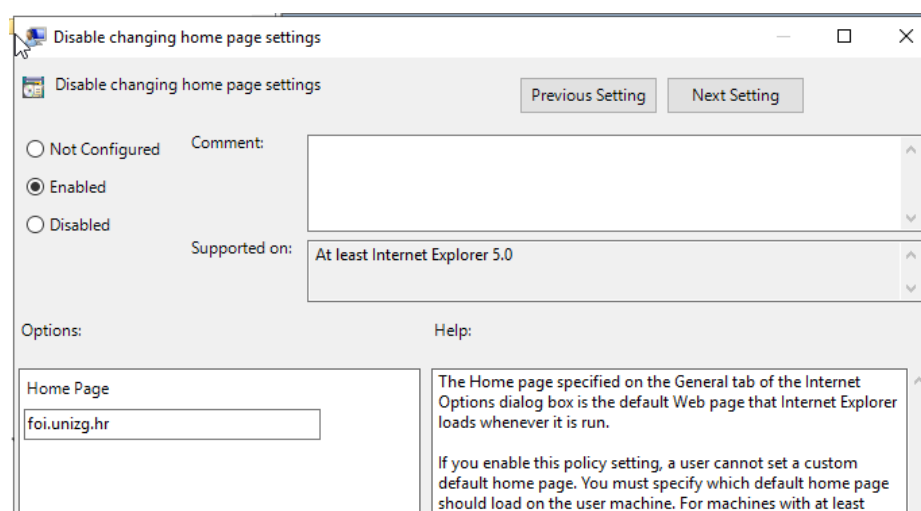 Disable changing home page settings
Disable changing home page settings
Previous Setting
Next Setting
Not Configured
Comment:
Enabled
Disabled
Supported on:
At least Internet Explorer 5.0
Options:
Help:
Home Page
foi.unizg.hr
The Home page specified on the General tab of the Internet
Options dialog box is the default Web page that Internet Explorer
loads whenever it is run.
If you enable this policy setting, a user cannot set a custom
default home page. You must specify which default home page
should load on the user machine. For machines with at least